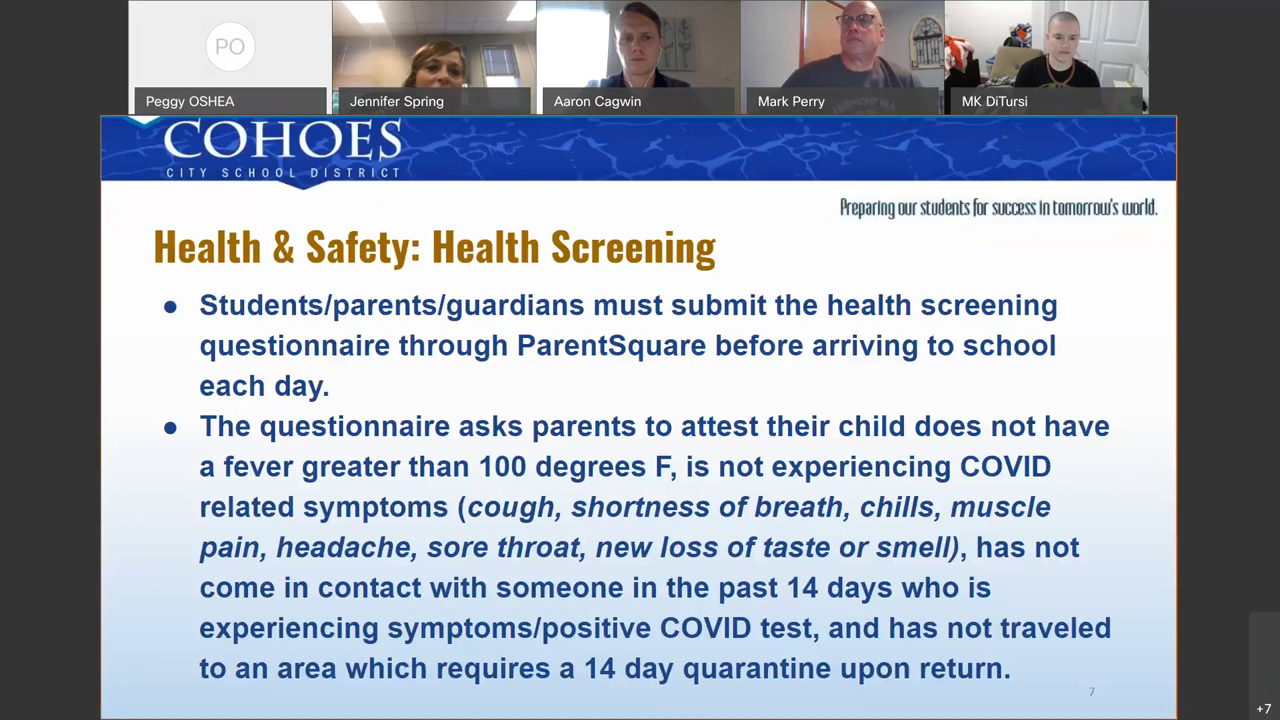 PO
Peggy OSHEA
Jennifer Spring
Aaron Cagwin
Mark Perry
MK DiTursi
COHOES
CITY SCHOOL DISTRICT
Preparing our students for success in tomorrow's world.
Health & Safety: Health Screening
● Students/parents/guardians must submit the health screening
questionnaire through ParentSquare before arriving to school
each day.
● The questionnaire asks parents to attest their child does not have
a fever greater than 100 degrees F, is not experiencing COVID
related symptoms (cough, shortness of breath, chills, muscle
pain, headache, sore throat, new loss of taste or smell), has not
come in contact with someone in the past 14 days who is
experiencing symptoms/positive COVID test, and has not traveled
to an area which requires a 14 day quarantine upon return.
7
+7